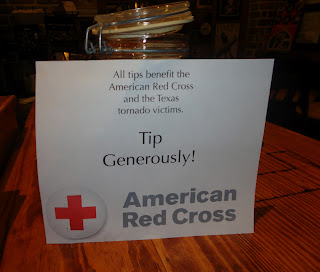 All tips benefit the
American Red Cross
and the Texas
tornado victims.
Tip
Generously!
American
Red Cross